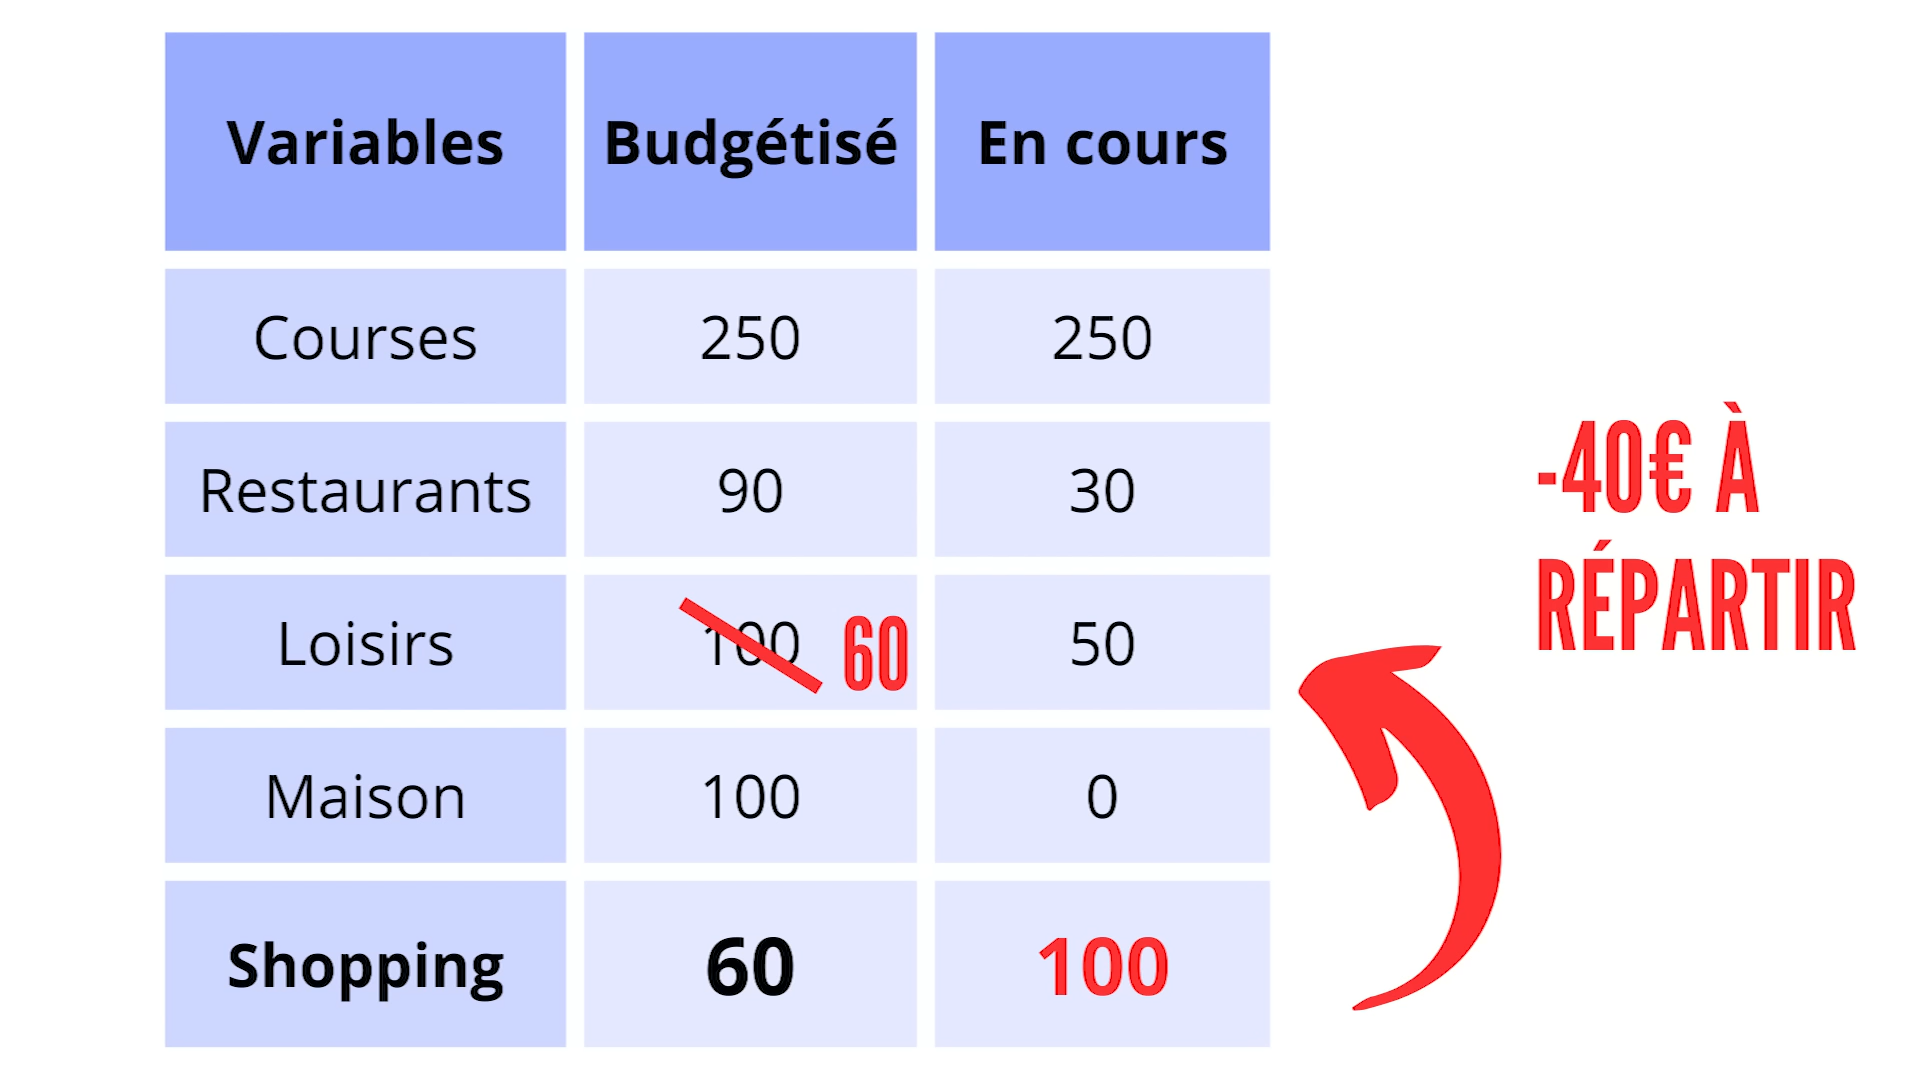 Variables Budgétisé En cours
Courses 250 250
Restaurants 90 30
Loisirs 100 60 50
Maison 100 0
Shopping 60 100
-40€ À
RÉPARTIR